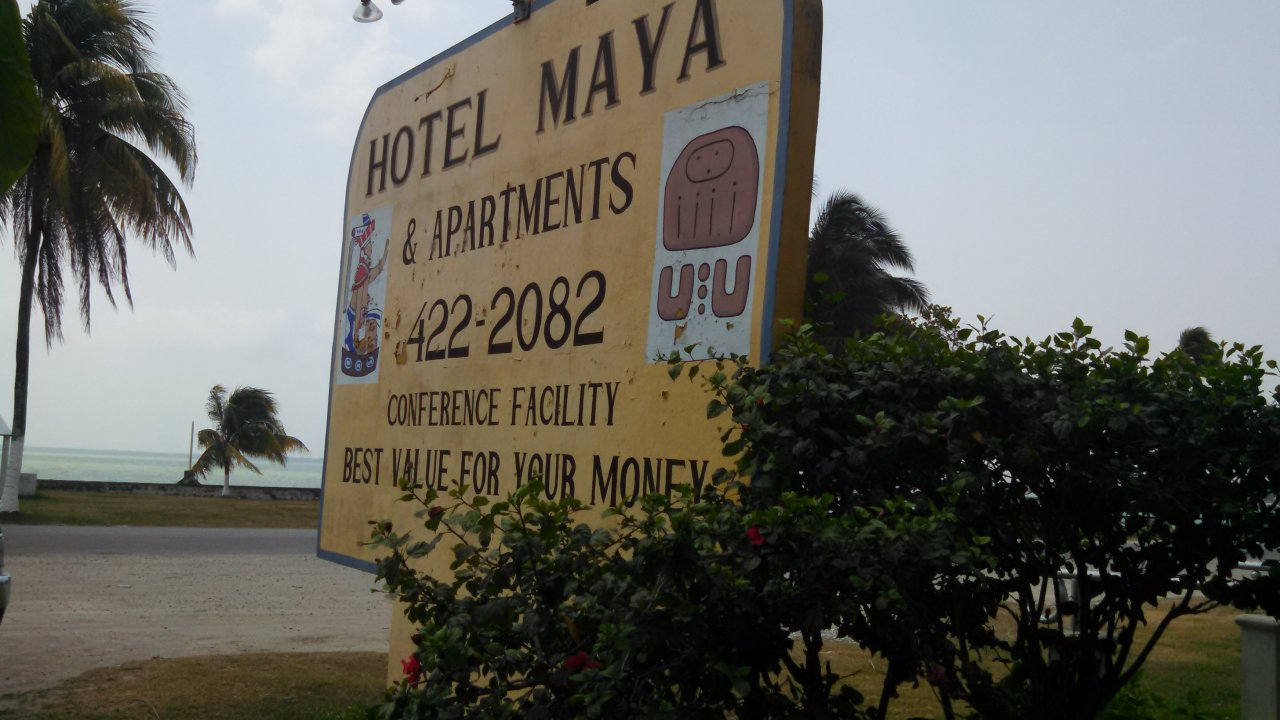 HOTEL MAYA
& APARTMENTS
422-2082
CONFERENCE FACILITY
BEST VALUE FOR YOUR MONEY